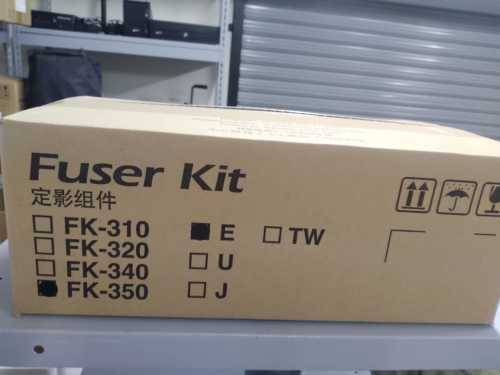 Fuser Kit
定影组件
FK-310
FK-320
FK-340
FK-350
E
U
J
TW